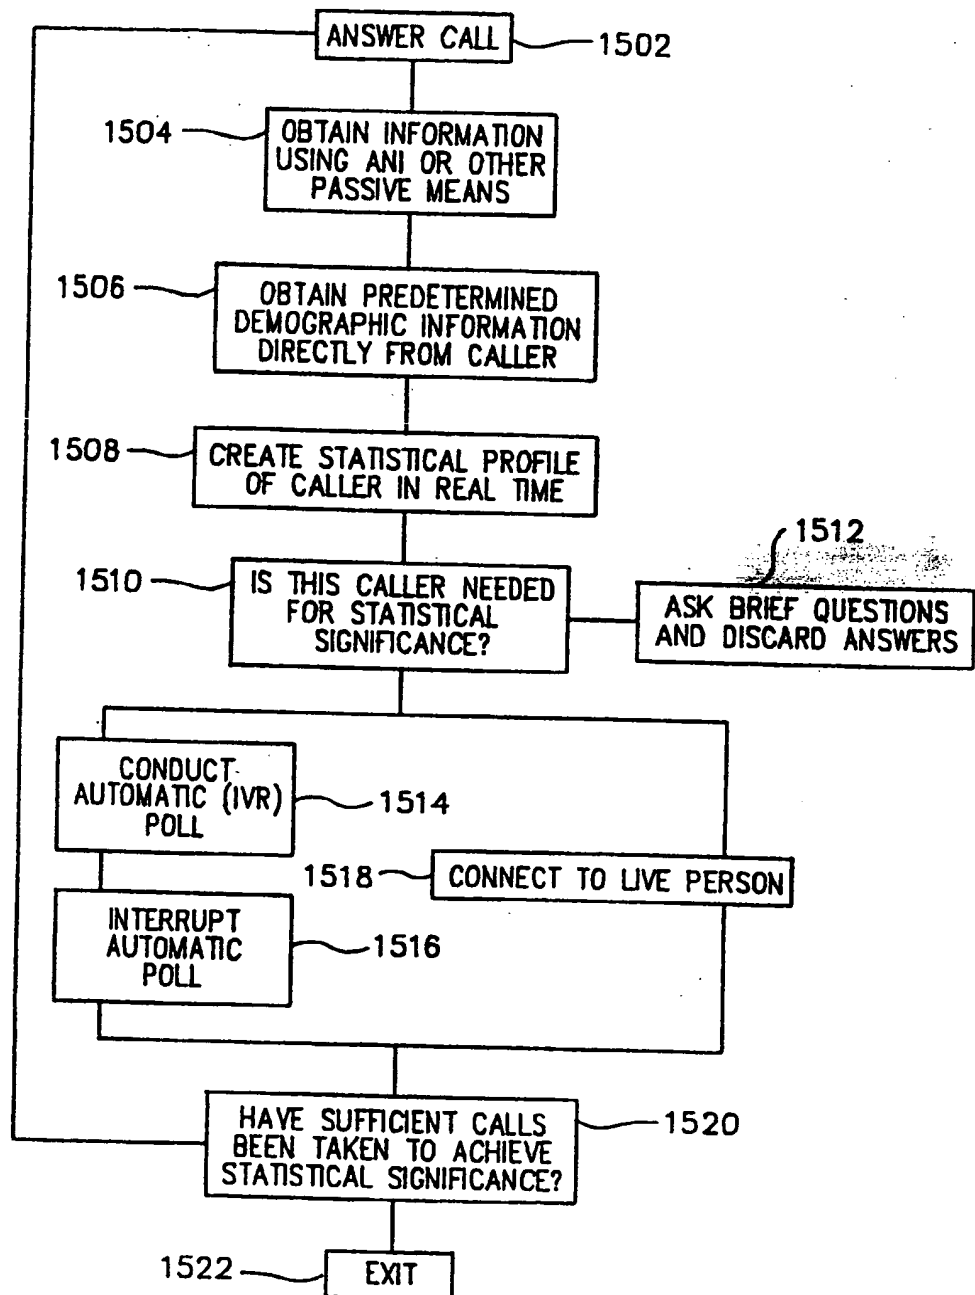 ANSWER CALL
1502
1504
OBTAIN INFORMATION
USING ANI OR OTHER
PASSIVE MEANS
1506
OBTAIN PREDETERMINED
DEMOGRAPHIC INFORMATION
DIRECTLY FROM CALLER
1508
CREATE STATISTICAL PROFILE
OF CALLER IN REAL TIME
1510
IS THIS CALLER NEEDED
FOR STATISTICAL
SIGNIFICANCE?
1512
ASK BRIEF QUESTIONS
AND DISCARD ANSWERS
CONDUCT
AUTOMATIC (IVR)
POLL
1514
1518
CONNECT TO LIVE PERSON
INTERRUPT
AUTOMATIC
POLL
1516
HAVE SUFFICIENT CALLS
BEEN TAKEN TO ACHIEVE
STATISTICAL SIGNIFICANCE?
1520
1522
EXIT